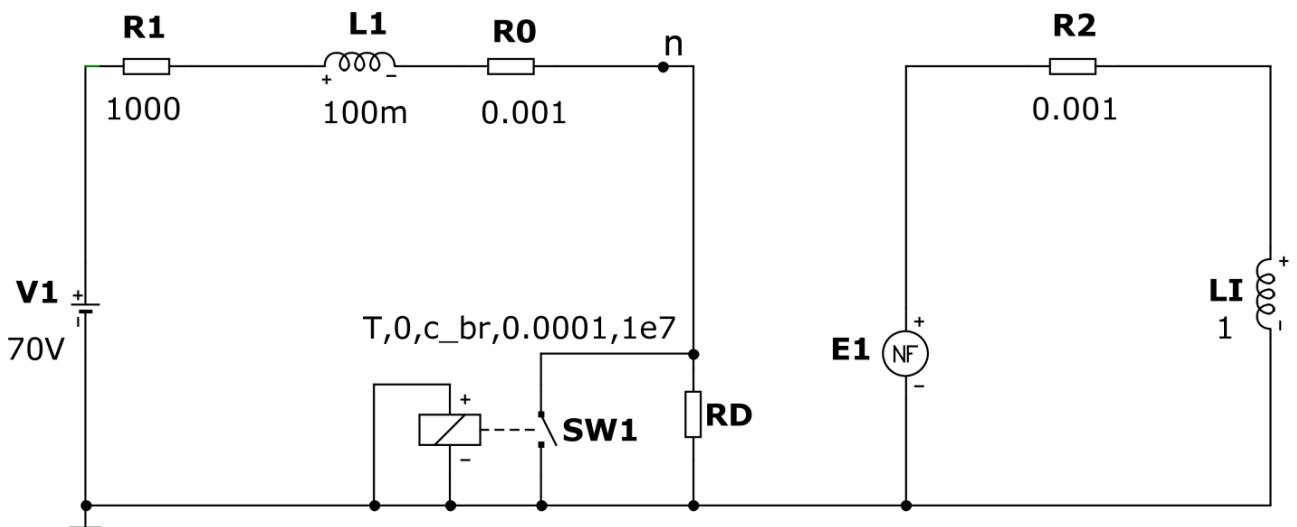 R1
L1
R0
n
R2
1000
+
-
100m
0.001
0.001
V1
+
-
70V
T,0,c_br,0.0001,1e7
+
-
SW1
RD
E1
+
NF
-
LI
+
-
1